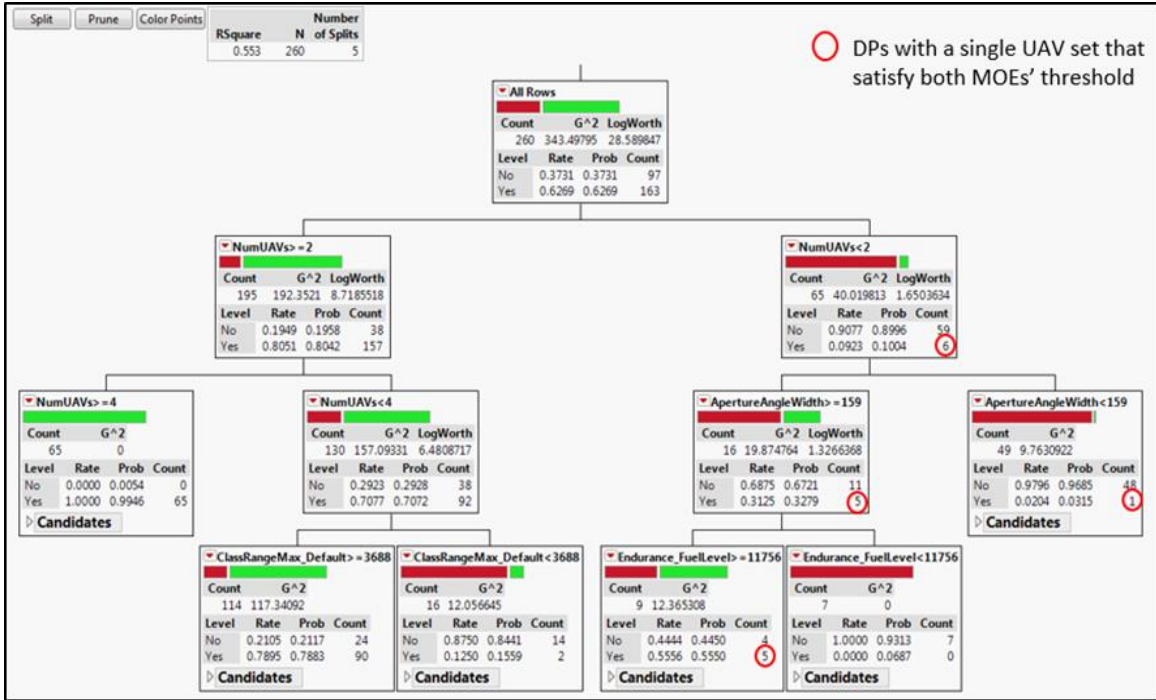 Split Prune Color Points
Number
RSquare N of Splits
0.553 260 5
DPs with a single UAV set that
satisfy both MOEs' threshold
All Rows
Count G^2 LogWorth
260 343.49795 28.589847
Level Rate Prob Count
No 0.3731 0.3731 97
Yes 0.6269 0.6269 163
NumUAVs>=2
Count G^2 LogWorth
195 192.3521 8.7185518
Level Rate Prob Count
No 0.1949 0.1958 38
Yes 0.8051 0.8042 157
NumUAVs<2
Count G^2 LogWorth
65 40.019813 1.6503634
Level Rate Prob Count
No 0.9077 0.8996 59
Yes 0.0923 0.1004 6
NumUAVs>=4
Count G^2
65 0
Level Rate Prob Count
No 0.0000 0.0054 0
Yes 1.0000 0.9946 65
Candidates
NumUAVs<4
Count G^2 LogWorth
130 157.09331 6.4808717
Level Rate Prob Count
No 0.2923 0.2928 38
Yes 0.7077 0.7072 92
ApertureAngleWidth>=159
Count G^2 LogWorth
16 19.874764 1.3266368
Level Rate Prob Count
No 0.6875 0.6721 11
Yes 0.3125 0.3279 5
ApertureAngleWidth<159
Count G^2
49 9.7630922
Level Rate Prob Count
No 0.9796 0.9685 48
Yes 0.0204 0.0315 1
Candidates
ClassRangeMax_Default>=3688
Count G^2
114 117.34092
Level Rate Prob Count
No 0.2105 0.2117 24
Yes 0.7895 0.7883 90
Candidates
ClassRangeMax_Default<3688
Count G^2
16 12.056645
Level Rate Prob Count
No 0.8750 0.8441 14
Yes 0.1250 0.1559 2
Candidates
Endurance_FuelLevel>=11756
Count G^2
9 12.365308
Level Rate Prob Count
No 0.4444 0.4450 4
Yes 0.5556 0.5550 5
Candidates
Endurance_FuelLevel<11756
Count G^2
7 0
Level Rate Prob Count
No 1.0000 0.9313 7
Yes 0.0000 0.0687 0
Candidates